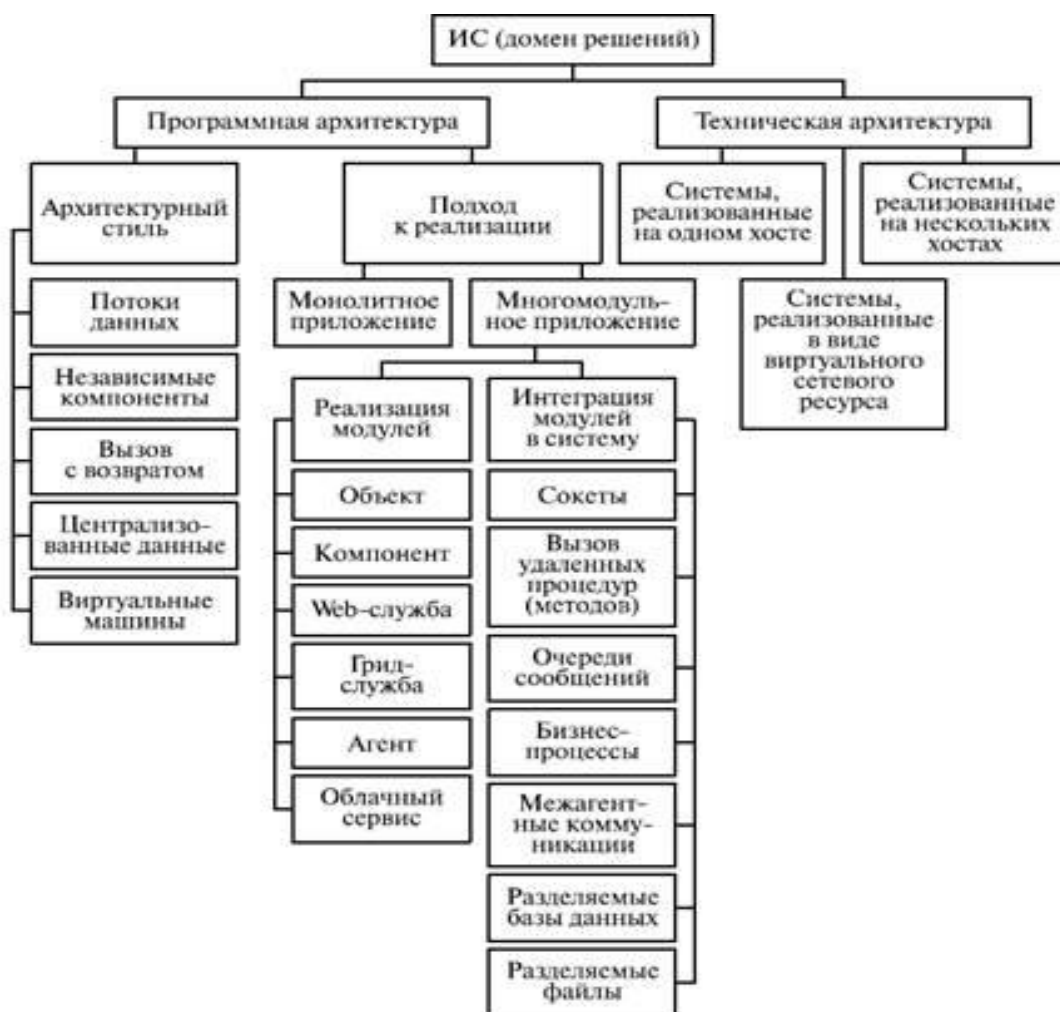 ИС (домен решений)
Программная архитектура
Техническая архитектура
Архитектурный
стиль
Потоки
данных
Независимые
компоненты
Вызов
с возвратом
Централизо-
ванные данные
Виртуальные
машины
Подход
к реализации
Монолитное
приложение
Многомодуль-
ное приложение
Реализация
модулей
Объект
Компонент
Web-служба
Грид-
служба
Агент
Облачный
сервис
Интеграция
модулей
в систему
Сокеты
Вызов
удаленных
процедур
(методов)
Очереди
сообщений
Бизнес-
процессы
Межагент-
ные комму-
никации
Разделяемые
базы данных
Разделяемые
файлы
Системы,
реализованные
на одном хосте
Системы,
реализованные
в виде
виртуального
сетевого
ресурса
Системы,
реализованные
на нескольких
хостах